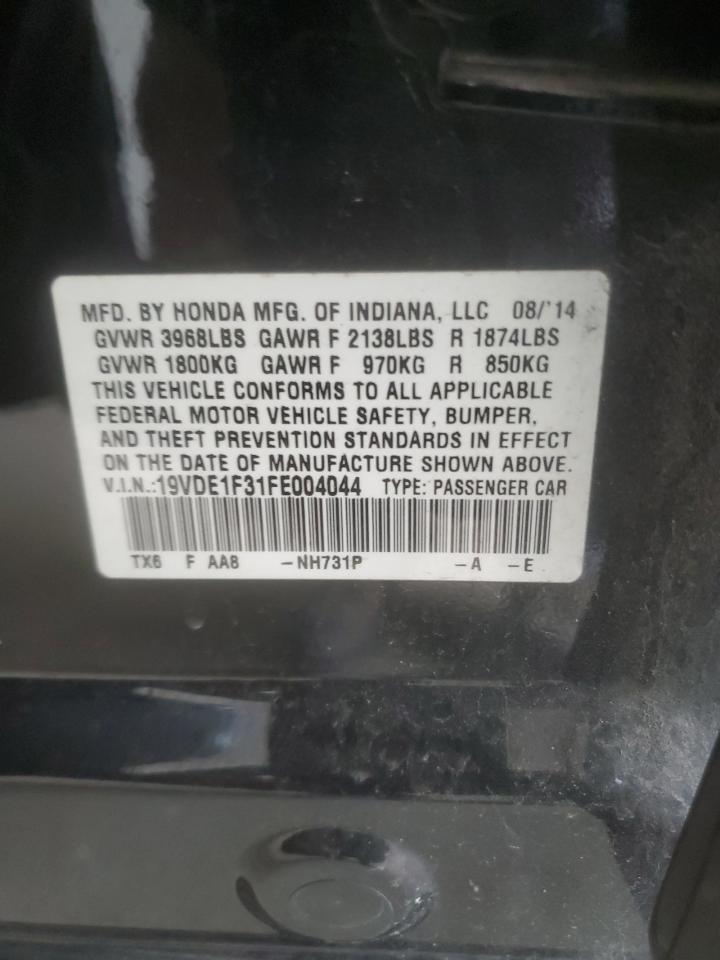 MFD. BY HONDA MFG. OF INDIANA, LLC 08/'14
GVWR 3968LBS GAWR F 2138LBS R 1874LBS
GVWR 1800KG GAWR F 970KG R 850KG
THIS VEHICLE CONFORMS TO ALL APPLICABLE
FEDERAL MOTOR VEHICLE SAFETY, BUMPER,
AND THEFT PREVENTION STANDARDS IN EFFECT
ON THE DATE OF MANUFACTURE SHOWN ABOVE.
V.I.N.:19VDE1F31FE004044 TYPE: PASSENGER CAR
TX6 F AA8 -NH731P -A -E